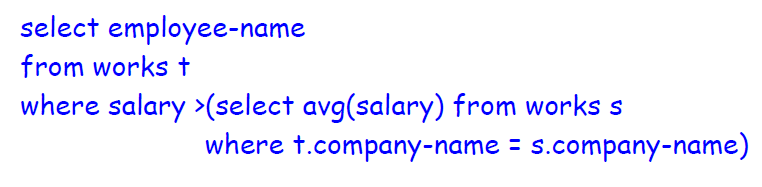 select employee-name
from works t
where salary >(select avg(salary) from works s
where t.company-name = s.company-name)